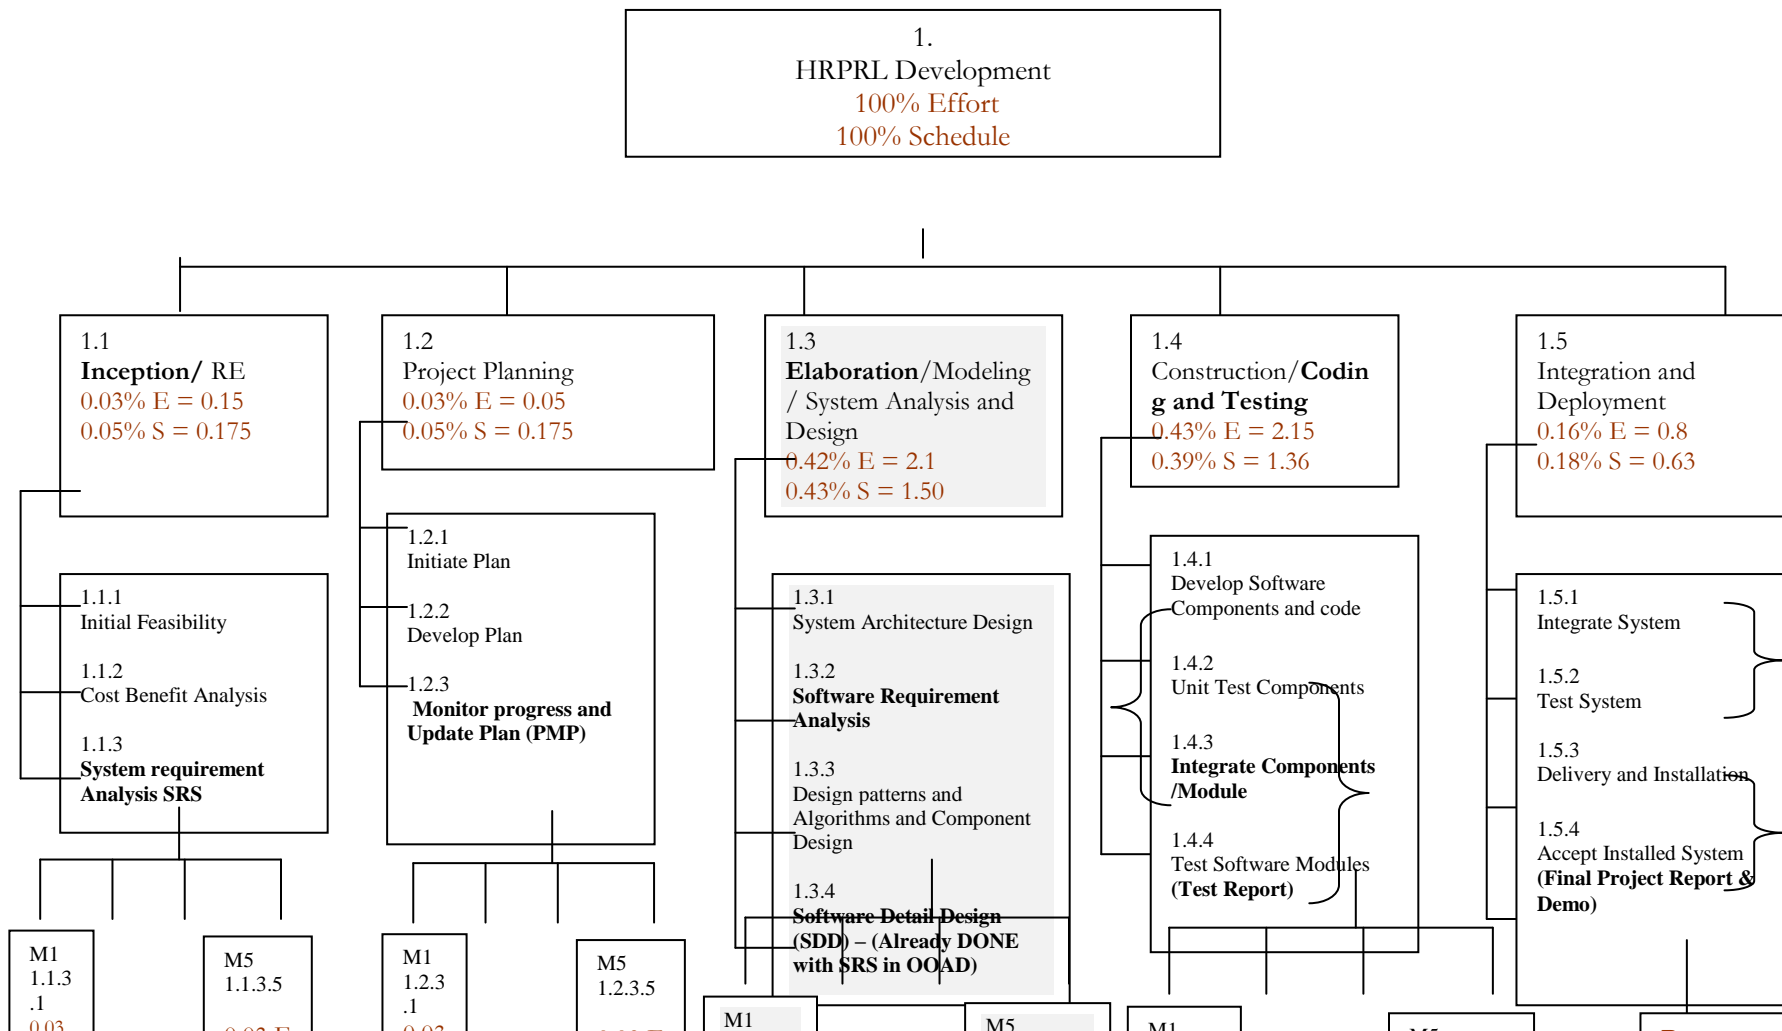 1.
HRPRL Development
100% Effort
100% Schedule
1.1
Inception/ RE
0.03% E = 0.15
0.05% S = 0.175
1.2
Project Planning
0.03% E = 0.05
0.05% S = 0.175
1.3
Elaboration/Modeling
/ System Analysis and
Design
0.42% E = 2.1
0.43% S = 1.50
1.4
Construction/Codin
g and Testing
0.43% E = 2.15
0.39% S = 1.36
1.5
Integration and
Deployment
0.16% E = 0.8
0.18% S = 0.63
1.1.1
Initial Feasibility
1.1.2
Cost Benefit Analysis
1.1.3
System requirement
Analysis SRS
1.2.1
Initiate Plan
1.2.2
Develop Plan
1.2.3
Monitor progress and
Update Plan (PMP)
1.3.1
System Architecture Design
1.3.2
Software Requirement
Analysis
1.3.3
Design patterns and
Algorithms and Component
Design
1.3.4
Software Detail Design
(SDD) – (Already DONE
with SRS in OOAD)
1.4.1
Develop Software
Components and code
1.4.2
Unit Test Components
1.4.3
Integrate Components
/Module
1.4.4
Test Software Modules
(Test Report)
1.5.1
Integrate System
1.5.2
Test System
1.5.3
Delivery and Installation
1.5.4
Accept Installed System
(Final Project Report &
Demo)
M1
1.1.3
.1
0.03
M5
1.1.3.5
M1
1.2.3
.1
0.03
M5
1.2.3.5
M1
M5
M1
M5